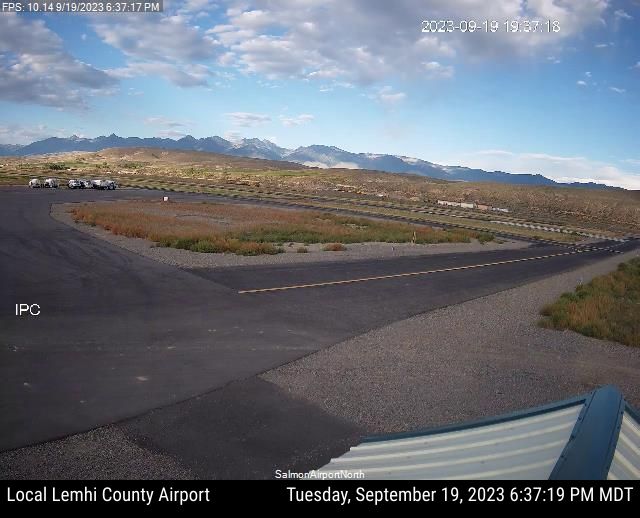 FPS: 10.14 9/19/2023 6:37:17 PM
2023-09-19 19:37:18
IPC
SalmonAirportNorth
Local Lemhi County Airport Tuesday, September 19, 2023 6:37:19 PM MDT